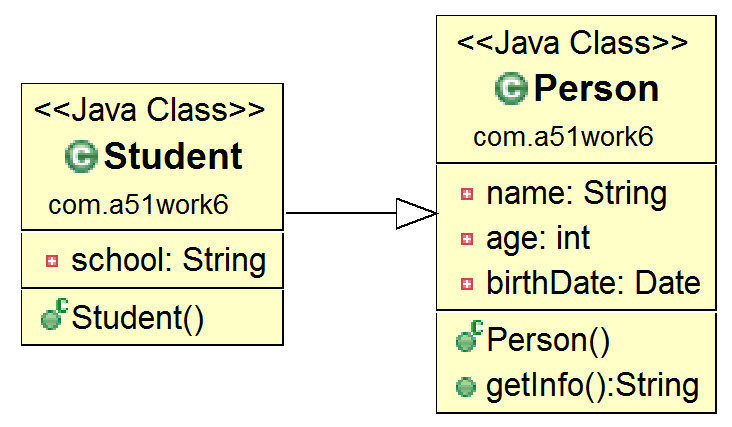 <<Java Class>>
Student
com.a51work6
school: String
Student()
<<Java Class>>
Person
com.a51work6
name: String
age: int
birthDate: Date
Person()
getInfo():String